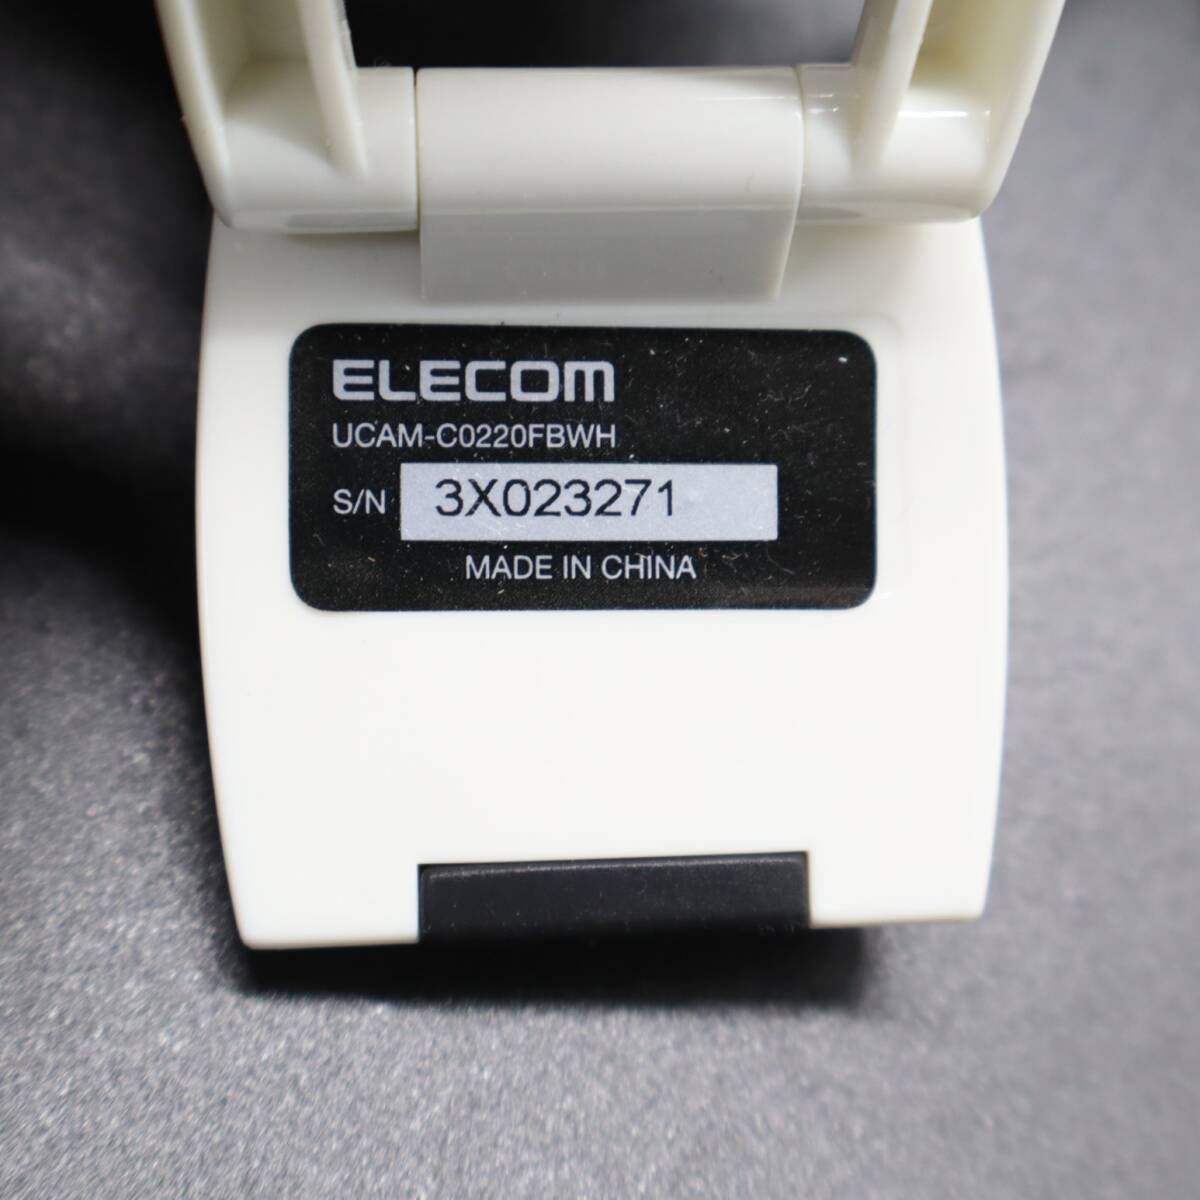 ELECOM
UCAM-C0220FBWH
S/N 3X023271
MADE IN CHINA